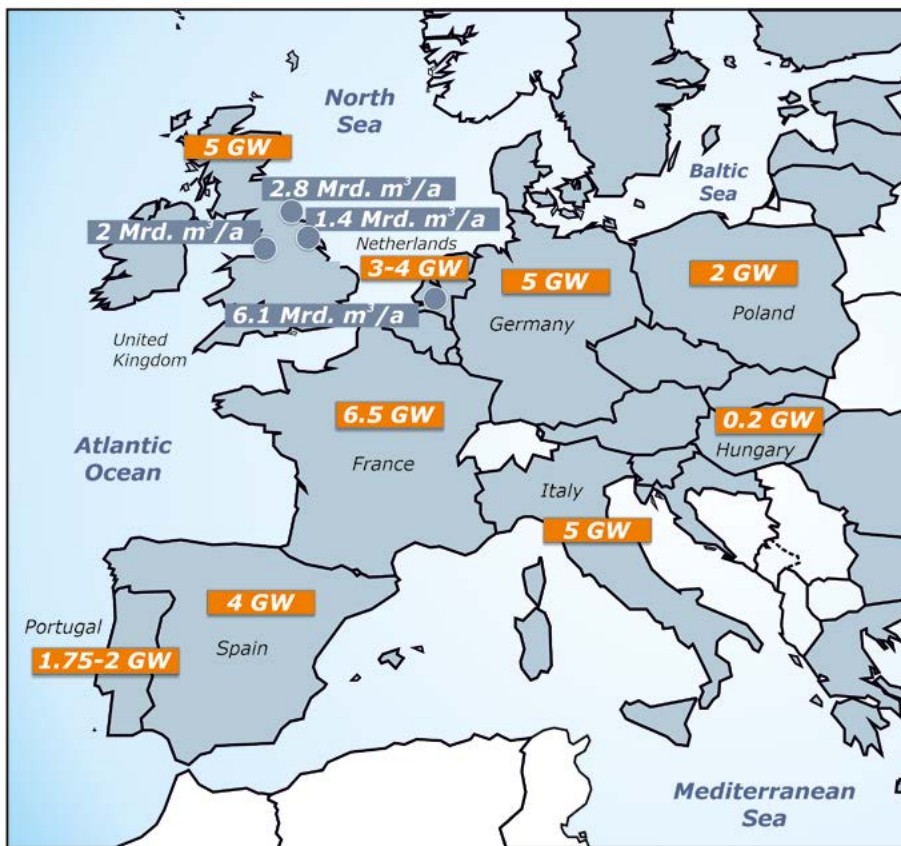 North
Sea
5 GW
Baltic
Sea
2.8 Mrd. m³/a
1.4 Mrd. m³/a
2 Mrd. m³/a
Netherlands
3-4 GW
5 GW
2 GW
6.1 Mrd. m³/a
Germany
Poland
United
Kingdom
6.5 GW
0.2 GW
Atlantic
Ocean
France
Hungary
Italy
5 GW
4 GW
Portugal
Spain
1.75-2 GW
Mediterranean
Sea